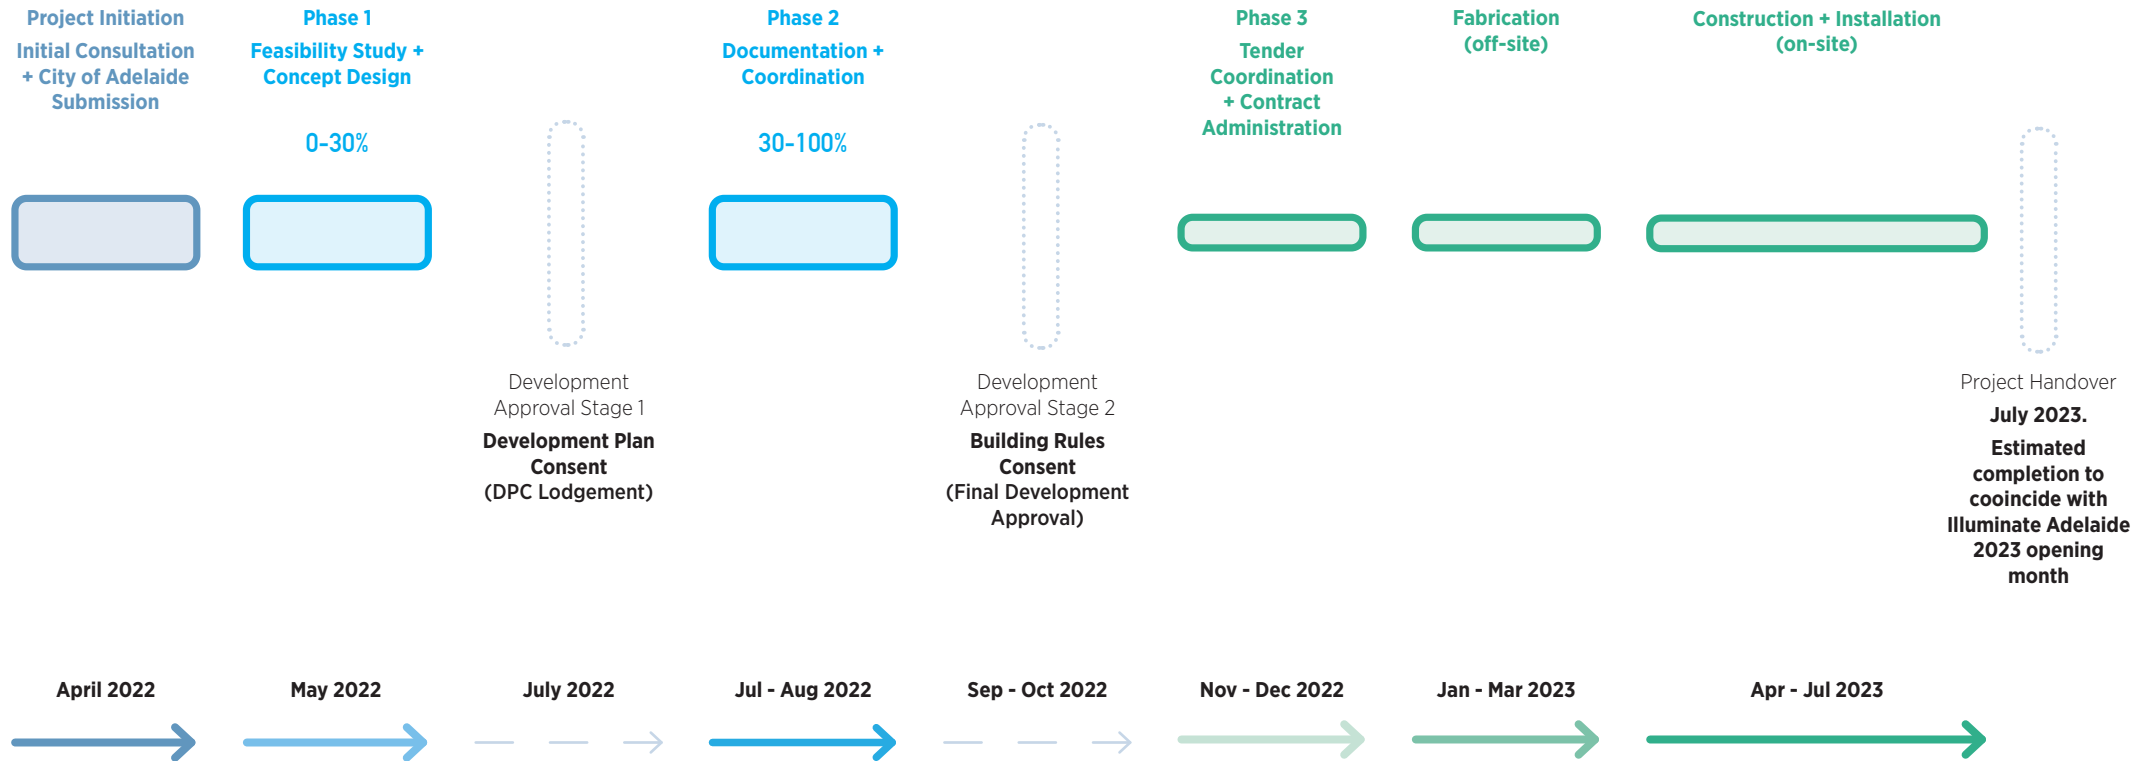 Project Initiation
Initial Consultation
+ City of Adelaide
Submission
Phase 1
Feasibility Study +
Concept Design
0-30%
Development
Approval Stage 1
Development Plan
Consent
(DPC Lodgement)
Phase 2
Documentation +
Coordination
30-100%
Development
Approval Stage 2
Building Rules
Consent
(Final Development
Approval)
Phase 3
Tender
Coordination
+ Contract
Administration
Fabrication
(off-site)
Construction + Installation
(on-site)
Project Handover
July 2023.
Estimated
completion to
cooincide with
Illuminate Adelaide
2023 opening
month
April 2022
May 2022
July 2022
Jul - Aug 2022
Sep - Oct 2022
Nov - Dec 2022
Jan - Mar 2023
Apr - Jul 2023